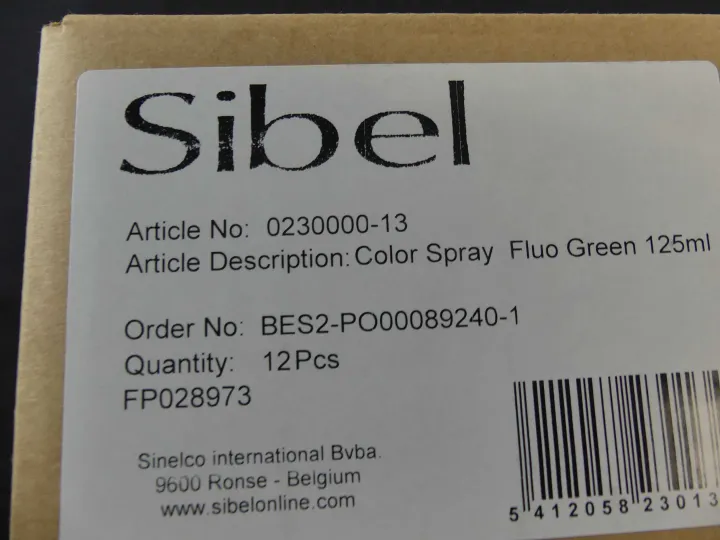 Sibel
Article No: 0230000-13
Article Description: Color Spray Fluo Green 125ml
Order No: BES2-PO00089240-1
Quantity: 12Pcs
FP028973
Sinelco international Bvba.
9600 Ronse - Belgium
www.sibelonline.com
5 412058 23013